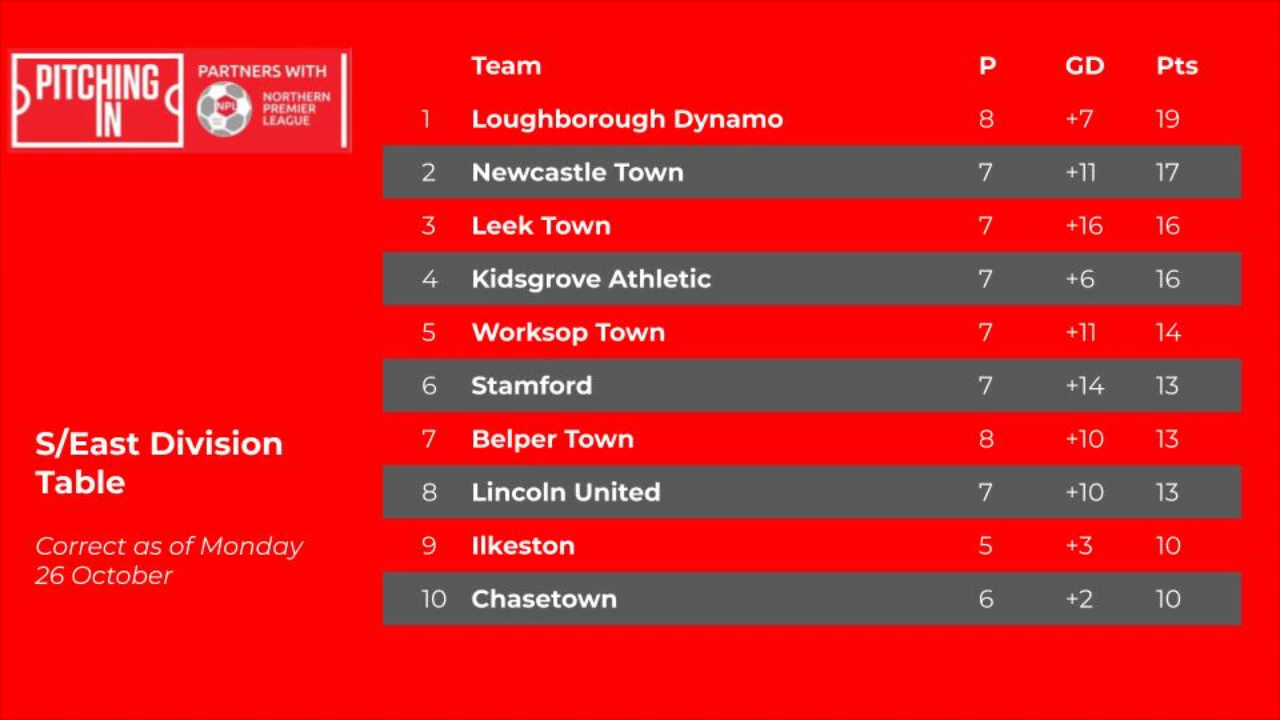 PITCHING
IN
PARTNERS WITH
NPL
NORTHERN
PREMIER
LEAGUE
Team P GD Pts
1 Loughborough Dynamo 8 +7 19
2 Newcastle Town 7 +11 17
3 Leek Town 7 +16 16
4 Kidsgrove Athletic 7 +6 16
5 Worksop Town 7 +11 14
6 Stamford 7 +14 13
7 Belper Town 8 +10 13
8 Lincoln United 7 +10 13
9 Ilkeston 5 +3 10
10 Chasetown 6 +2 10
S/East Division
Table
Correct as of Monday
26 October